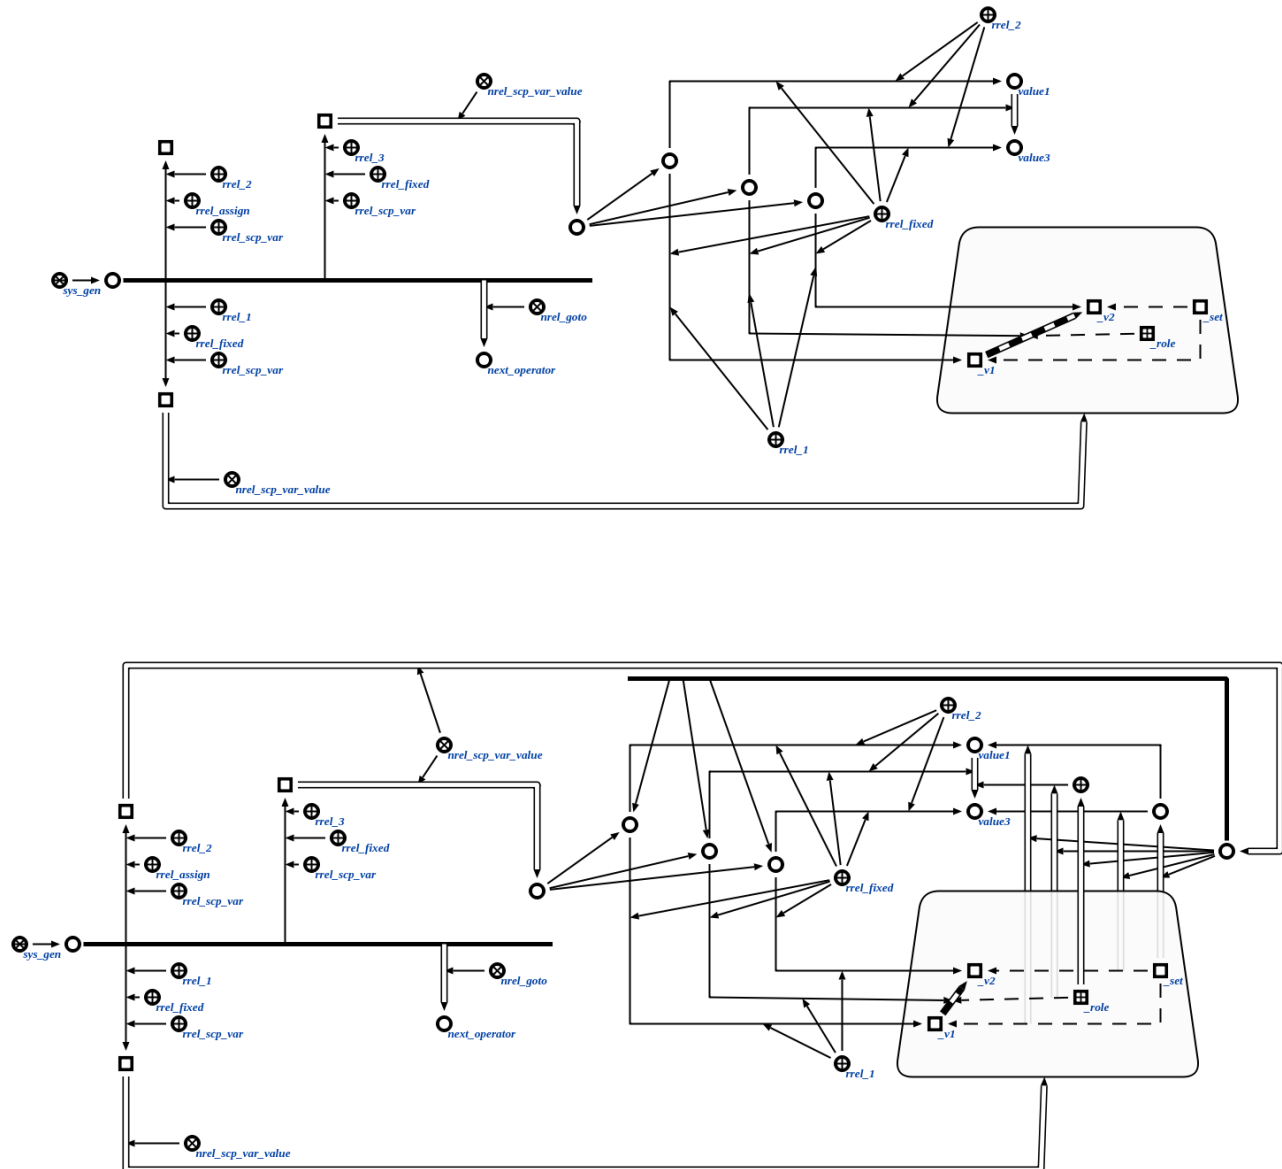 rrel_2
nrel_scp_var_value
value1
rrel_3
value3
rrel_2
rrel_fixed
rrel_assign
rrel_scp_var
rrel_fixed
rrel_scp_var
sys_gen
rrel_1
nrel_goto
_v2
_set
rrel_fixed
_role
rrel_scp_var
next_operator
_v1
rrel_1
nrel_scp_var_value
rrel_2
nrel_scp_var_value
value1
rrel_3
value3
rrel_2
rrel_fixed
rrel_assign
rrel_scp_var
rrel_fixed
rrel_scp_var
sys_gen
rrel_1
nrel_goto
_v2
_set
rrel_fixed
_role
rrel_scp_var
next_operator
_v1
rrel_1
nrel_scp_var_value